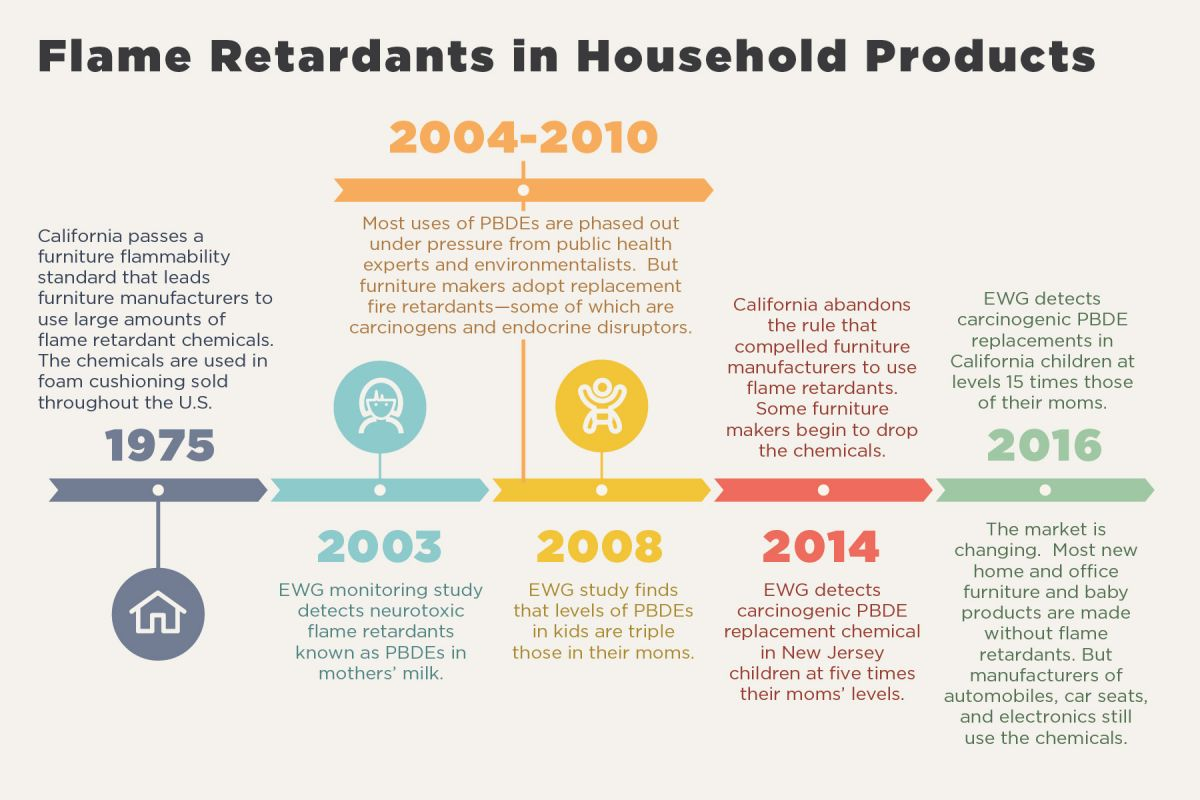 Flame Retardants in Household Products
2004-2010
Most uses of PBDEs are phased out
under pressure from public health
experts and environmentalists.  But
furniture makers adopt replacement
fire retardants—some of which are
carcinogens and endocrine disruptors.
California passes a
furniture flammability
standard that leads
furniture manufacturers to
use large amounts of
flame retardant chemicals.
The chemicals are used in
foam cushioning sold
throughout the U.S.
1975
2003
EWG monitoring study
detects neurotoxic
flame retardants
known as PBDEs in
mothers’ milk.
2008
EWG study finds
that levels of PBDEs
in kids are triple
those in their moms.
California abandons
the rule that
compelled furniture
manufacturers to use
flame retardants.
Some furniture
makers begin to drop
the chemicals.
2014
EWG detects
carcinogenic PBDE
replacement chemical
in New Jersey
children at five times
their moms’ levels.
EWG detects
carcinogenic PBDE
replacements in
California children at
levels 15 times those
of their moms.
2016
The market is
changing.  Most new
home and office
furniture and baby
products are made
without flame
retardants. But
manufacturers of
automobiles, car seats,
and electronics still
use the chemicals.